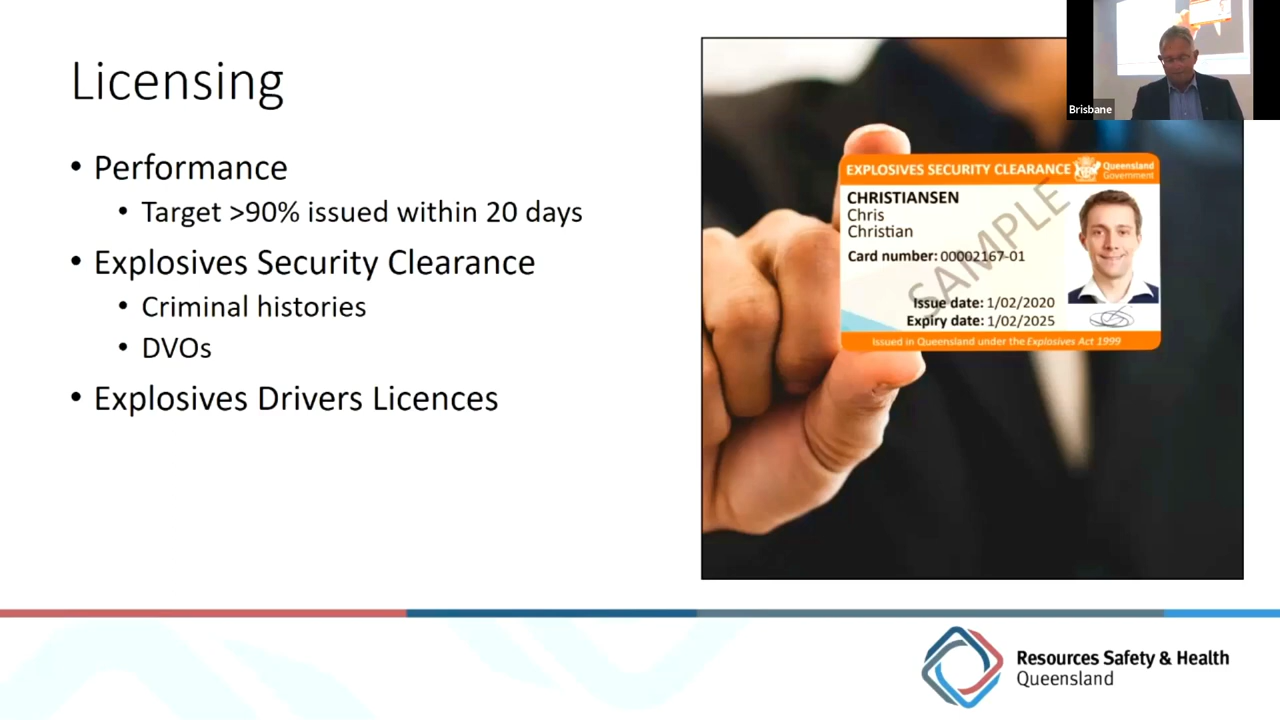 Licensing
• Performance
• Target >90% issued within 20 days
• Explosives Security Clearance
• Criminal histories
• DVOs
• Explosives Drivers Licences
EXPLOSIVES SECURITY CLEARANCE
Queensland
Government
CHRISTIANSEN
Chris
Christian
Card number: 00002167-01
SAMPLE
Issue date: 1/02/2020
Expiry date: 1/02/2025
Issued in Queensland under the Explosives Act 1999
Brisbane
Resources Safety & Health
Queensland